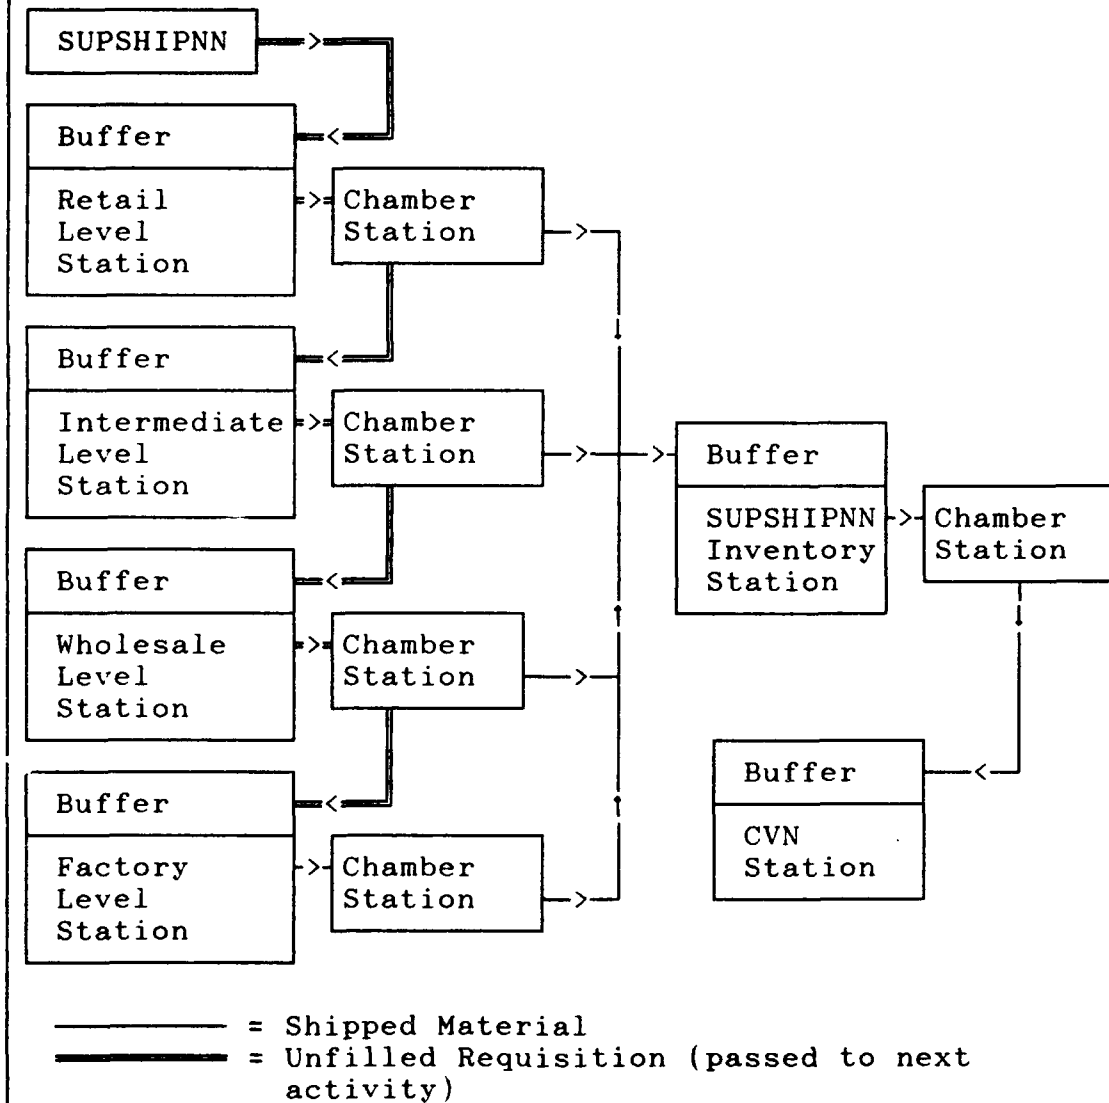 SUPSHIPNN
Buffer
Retail
Level
Station
Chamber
Station
Buffer
Intermediate
Level
Station
Chamber
Station
Buffer
SUPSHIPNN
Inventory
Station
Chamber
Station
Buffer
Wholesale
Level
Station
Chamber
Station
Buffer
CVN
Station
Buffer
Factory
Level
Station
Chamber
Station
= Shipped Material
= Unfilled Requisition (passed to next
activity)